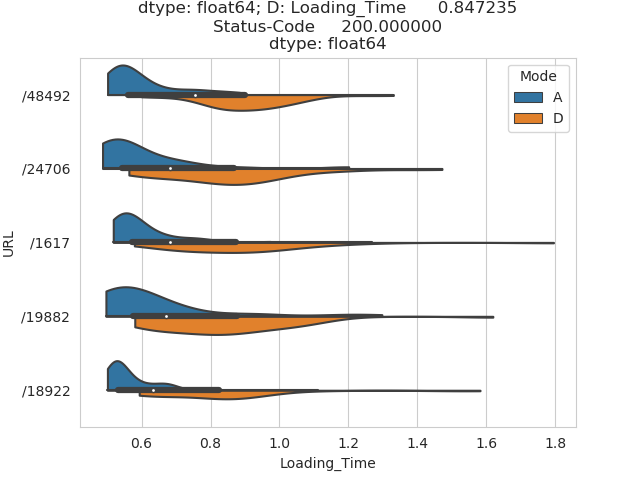 dtype: float64; D: Loading_Time 0.847235
Status-Code 200.000000
dtype: float64
Mode
A
D
/48492
/24706
/1617
/19882
/18922
URL
0.6 0.8 1.0 1.2 1.4 1.6 1.8
Loading_Time